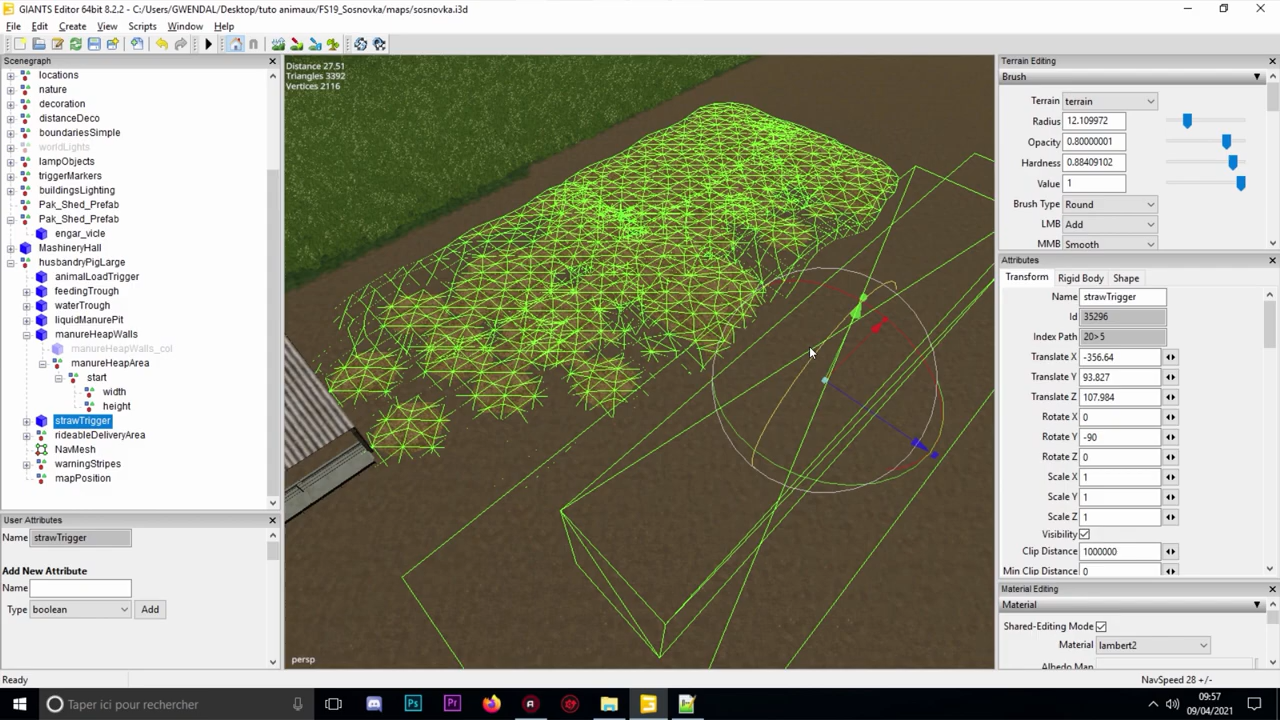 GIANTS Editor 64bit 8.2.2 - C:/Users/GWENDAL/Desktop/tuto animaux/FS19_Sosnovka/maps/sosnovka.i3d
File Edit Create View Scripts Window Help
Scenegraph
locations
nature
decoration
distanceDeco
boundariesSimple
worldLights
lampObjects
triggerMarkers
buildingsLighting
Pak_Shed_Prefab
Pak_Shed_Prefab
engar_vicle
MachineryHall
husbandryPigLarge
animalLoadTrigger
feedingTrough
waterTrough
liquidManurePit
manureHeapWalls
manureHeapWalls_col
manureHeapArea
start
width
height
strawTrigger
rideableDeliveryArea
NavMesh
warningStripes
mapPosition
User Attributes
Name strawTrigger
Add New Attribute
Name
Type boolean Add
Ready
Distance 27.51
Triangles 3392
Vertices 2116
persp
Terrain Editing
Brush
Terrain terrain
Radius 12.109972
Opacity 0.80000001
Hardness 0.88409102
Value 1
Brush Type Round
LMB Add
MMB Smooth
Attributes
Transform Rigid Body Shape
Name strawTrigger
Id 35296
Index Path 20>5
Translate X -356.64
Translate Y 93.827
Translate Z 107.984
Rotate X 0
Rotate Y -90
Rotate Z 0
Scale X 1
Scale Y 1
Scale Z 1
Visibility
Clip Distance 1000000
Min Clip Distance 0
Material Editing
Material
Shared-Editing Mode
Material lambert2
Albedo Map
NavSpeed 28 +/-
Taper ici pour rechercher
09:57
09/04/2021